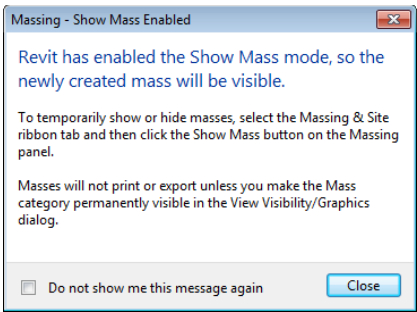 Massing - Show Mass Enabled
Revit has enabled the Show Mass mode, so the
newly created mass will be visible.
To temporarily show or hide masses, select the Massing & Site
ribbon tab and then click the Show Mass button on the Massing
panel.
Masses will not print or export unless you make the Mass
category permanently visible in the View Visibility/Graphics
dialog.
Do not show me this message again
Close